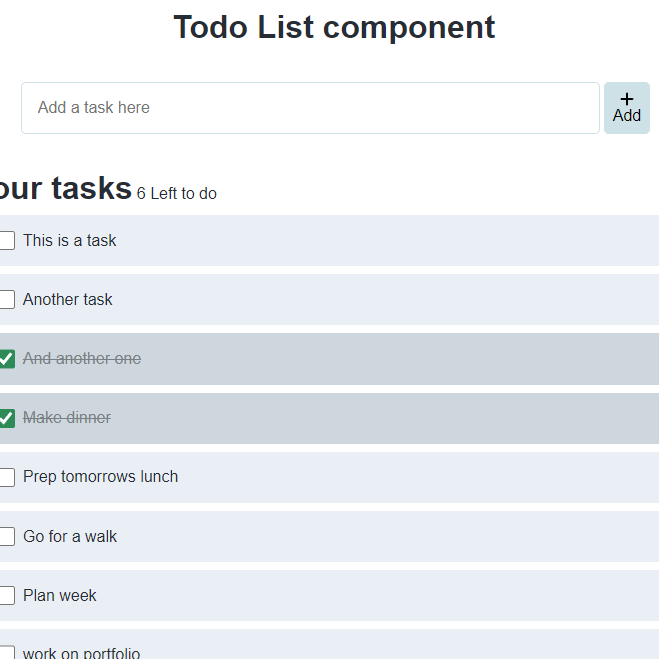 Todo List component
Add a task here
Add
our tasks 6 Left to do
This is a task
Another task
And another one
Make dinner
Prep tomorrows lunch
Go for a walk
Plan week
work on portfolio